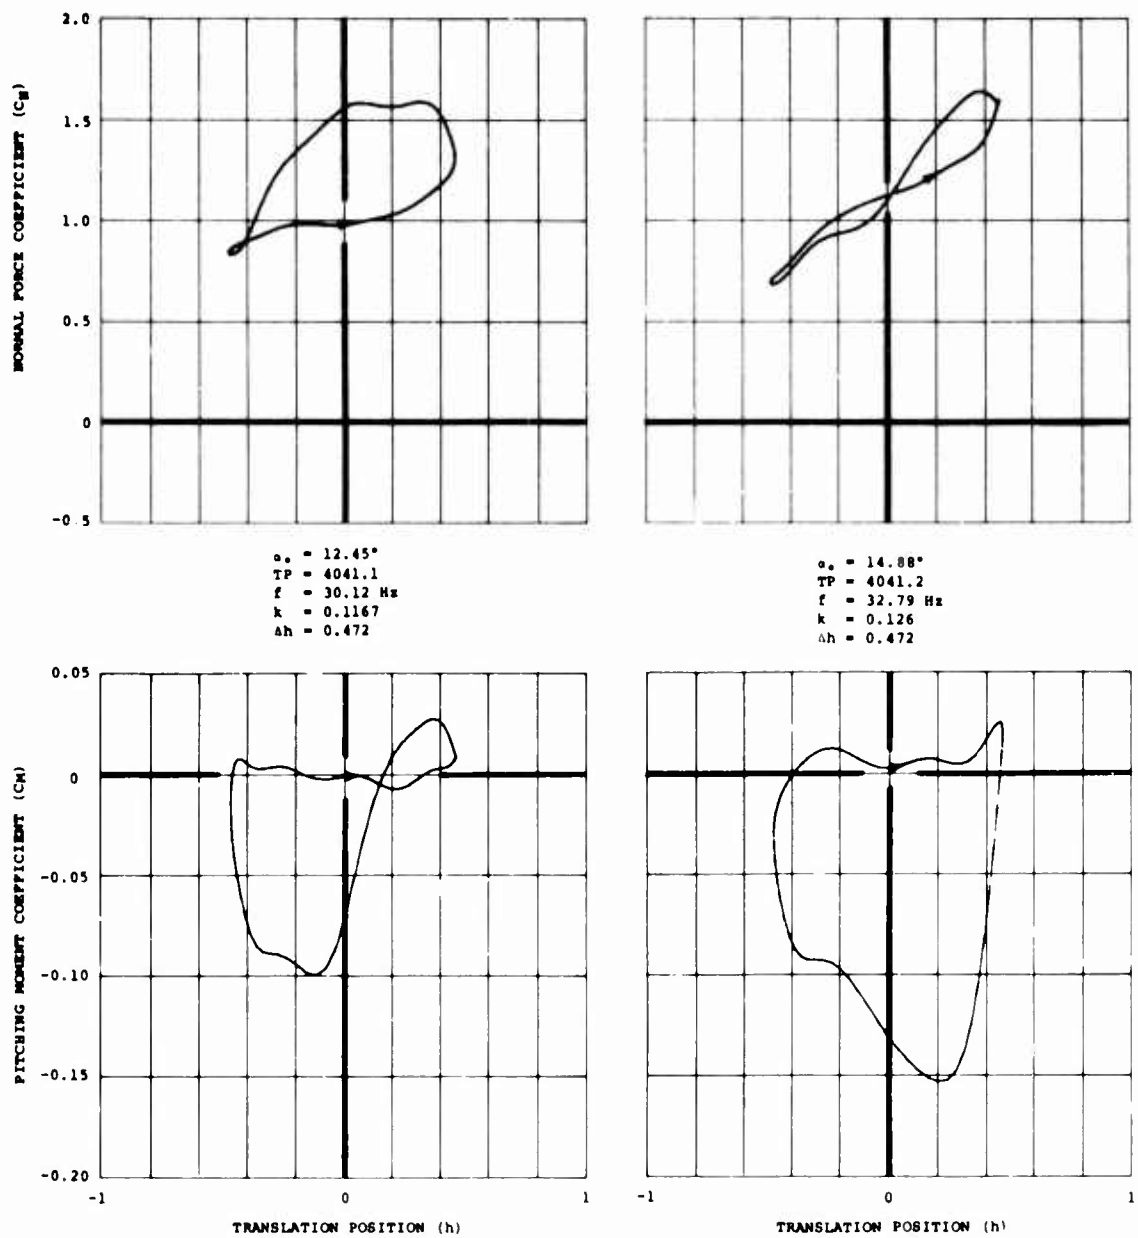 2.0
1.5
1.0
0.5
0
-0.5
NORMAL FORCE COEFFICIENT (CN)
α₀ = 12.45°
TP = 4041.1
f = 30.12 Hz
k = 0.1167
Δh = 0.472
α₀ = 14.88°
TP = 4041.2
f = 32.79 Hz
k = 0.126
Δh = 0.472
0.05
0
-0.05
-0.10
-0.15
-0.20
PITCHING MOMENT COEFFICIENT (CM)
-1 0 1
-1 0 1
TRANSLATION POSITION (h)
TRANSLATION POSITION (h)